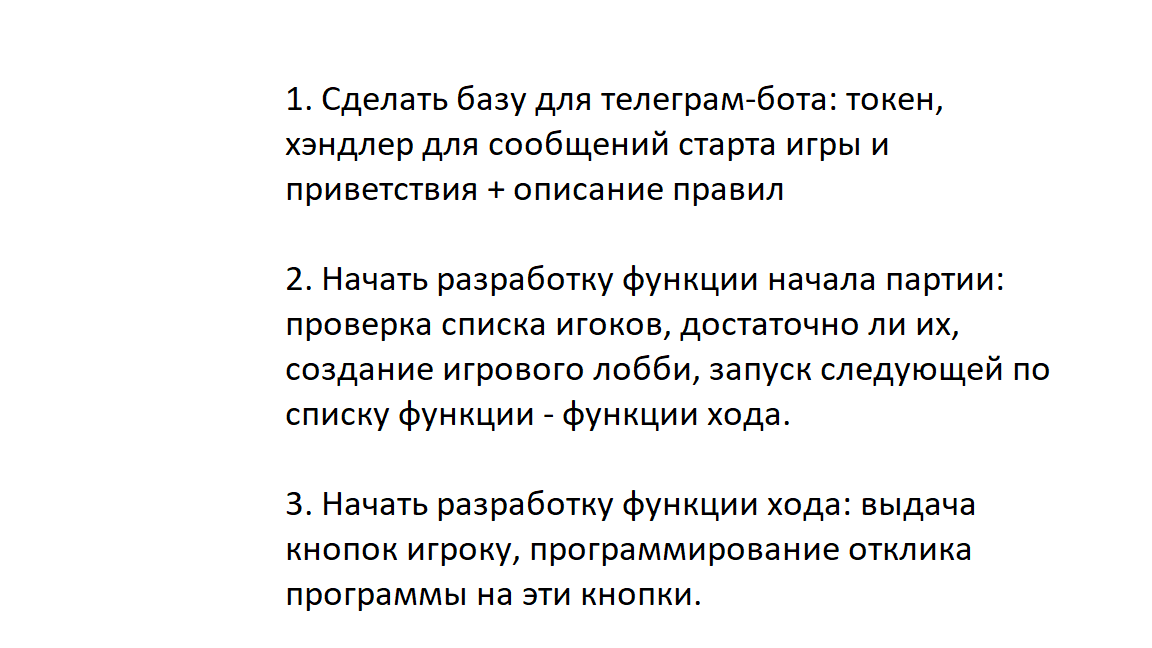 1. Сделать базу для телеграм-бота: токен,
хэндлер для сообщений старта игры и
приветствия + описание правил
2. Начать разработку функции начала партии:
проверка списка игоков, достаточно ли их,
создание игрового лобби, запуск следующей по
списку функции - функции хода.
3. Начать разработку функции хода: выдача
кнопок игроку, программирование отклика
программы на эти кнопки.